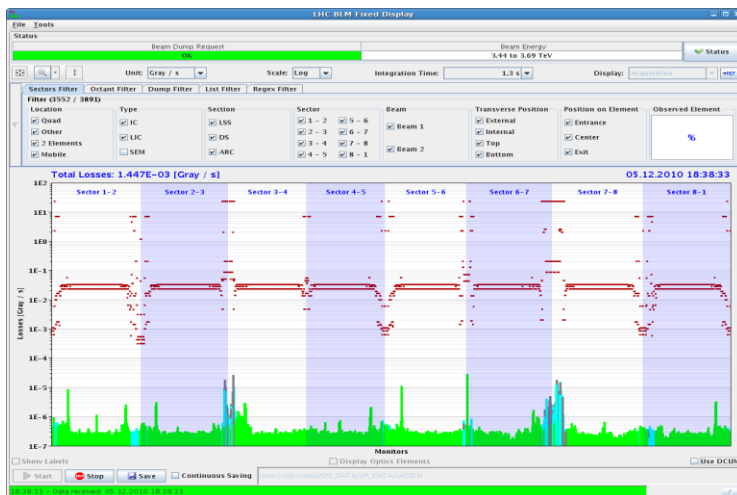 LHC BLM Fixed Display
File Tools
Status
Beam Dump Request
OK
Beam Energy
3.44 to 3.69 TeV
Status
Unit: Gray / s
Scale: Log
Integration Time: 1.3 s
Display: Acquisition
Sectors Filter Octant Filter Dump Filter List Filter Regex Filter
Filter (3552 / 3891)
Location Type Section Sector Beam Transverse Position Position on Element Observed Element
Quad IC LSS 1 - 2 5 - 6 Beam 1 External Entrance
Other LIC DS 2 - 3 6 - 7 Internal Center %
2 Elements SEM ARC 3 - 4 7 - 8 Beam 2 Top Exit
Mobile 4 - 5 8 - 1 Bottom
Total Losses: 1.447E-03 [Gray / s] 05.12.2010 18:38:33
Sector 1-2 Sector 2-3 Sector 3-4 Sector 4-5 Sector 5-6 Sector 6-7 Sector 7-8 Sector 8-1
1E2
1E1
1E0
1E-1
1E-2
1E-3
1E-4
1E-5
1E-6
1E-7
Losses [Gray / s]
Monitors
Show Labels Display Optics Elements Use DCUM
Start Stop Save Continuous Saving
18:38:33 - Data received: 05.12.2010 18:38:33